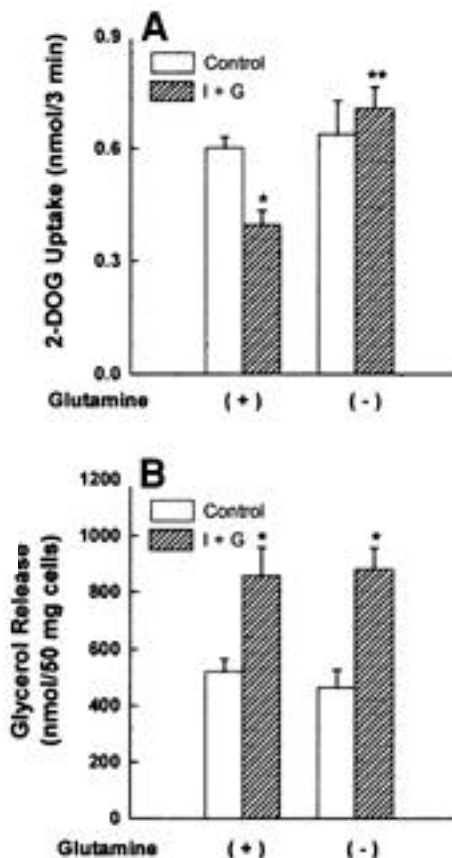 A
2-DOG Uptake (nmol/3 min)
0.9
0.6
0.3
0.0
Control
I + G
*
**
Glutamine ( + ) ( - )
B
Glycerol Release
(nmol/50 mg cells)
1200
1000
800
600
400
200
0
Control
I + G
*
*
Glutamine ( + ) ( - )